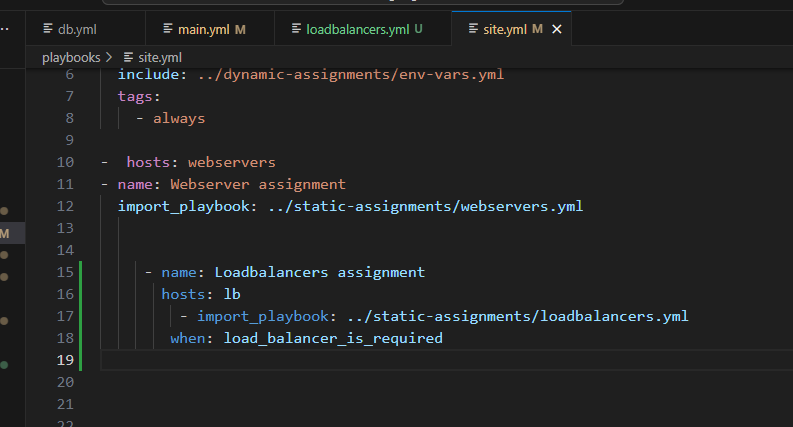 db.yml main.yml M loadbalancers.yml U site.yml M
playbooks > site.yml
6 include: ../dynamic-assignments/env-vars.yml
7 tags:
8 - always
9
10 - hosts: webservers
11 - name: Webserver assignment
12 import_playbook: ../static-assignments/webservers.yml
13
14
15 - name: Loadbalancers assignment
16 hosts: lb
17 - import_playbook: ../static-assignments/loadbalancers.yml
18 when: load_balancer_is_required
19
20
21
M